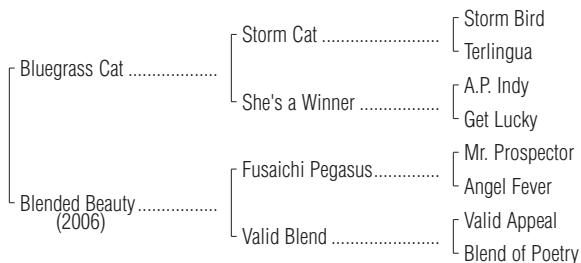 Storm Bird
Storm Cat ........................
Terlingua
Bluegrass Cat ..................
A.P. Indy
She's a Winner ................
Get Lucky
Mr. Prospector
Fusaichi Pegasus.............
Angel Fever
Blended Beauty................
(2006)
Valid Appeal
Valid Blend ......................
Blend of Poetry